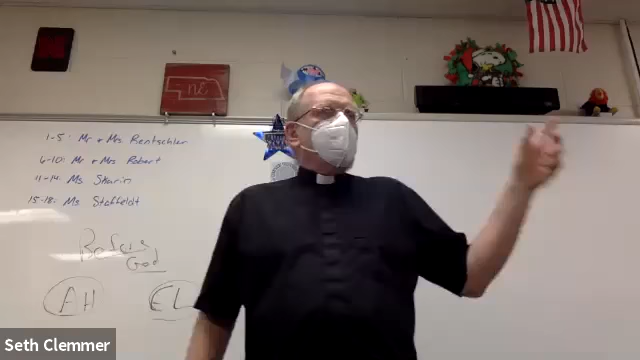 ne
1-5: Mr & Mrs Rentschler
6-10: Mr & Mrs Robert
11-14: Ms. Skarin
15-18: Ms Steffeldt
Before
God
AH
EL
Seth Clemmer